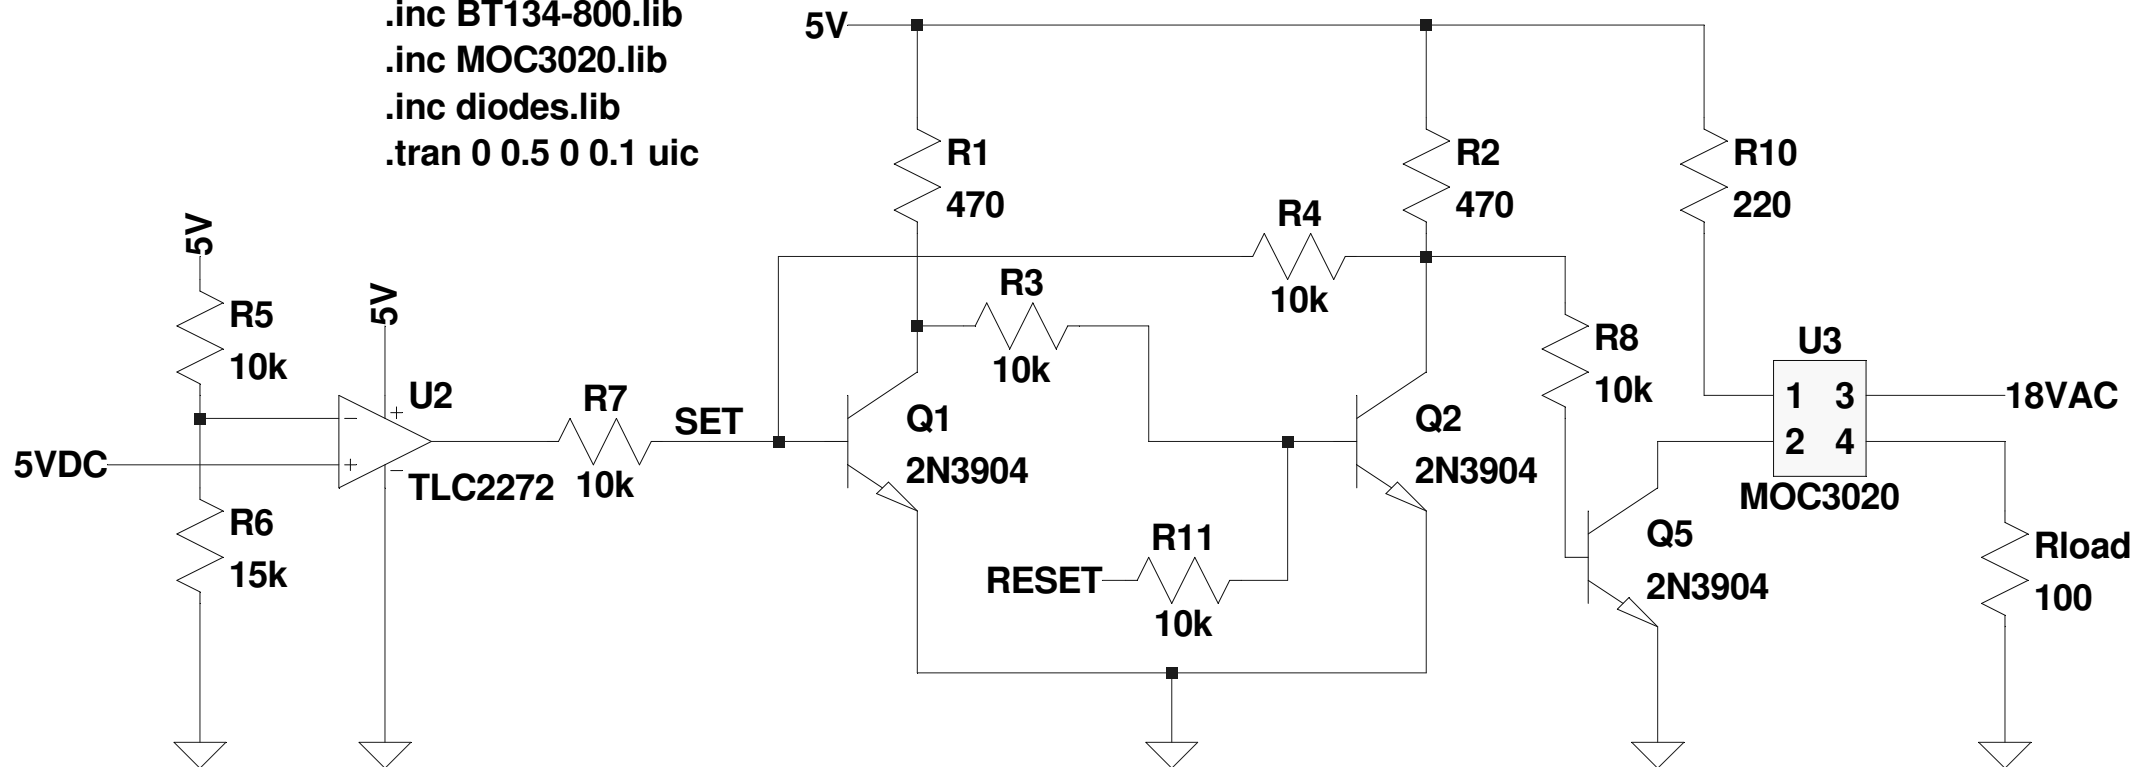 .inc BT134-800.lib
.inc MOC3020.lib
.inc diodes.lib
.tran 0 0.5 0 0.1 uic
5V
R1
470
R2
470
R10
220
R4
10k
5V
R5
10k
5V
R3
10k
R8
10k
U3
1 3
2 4
MOC3020
18VAC
U2
TLC2272
R7
10k
SET
Q1
2N3904
Q2
2N3904
5VDC
R6
15k
RESET
R11
10k
Q5
2N3904
Rload
100